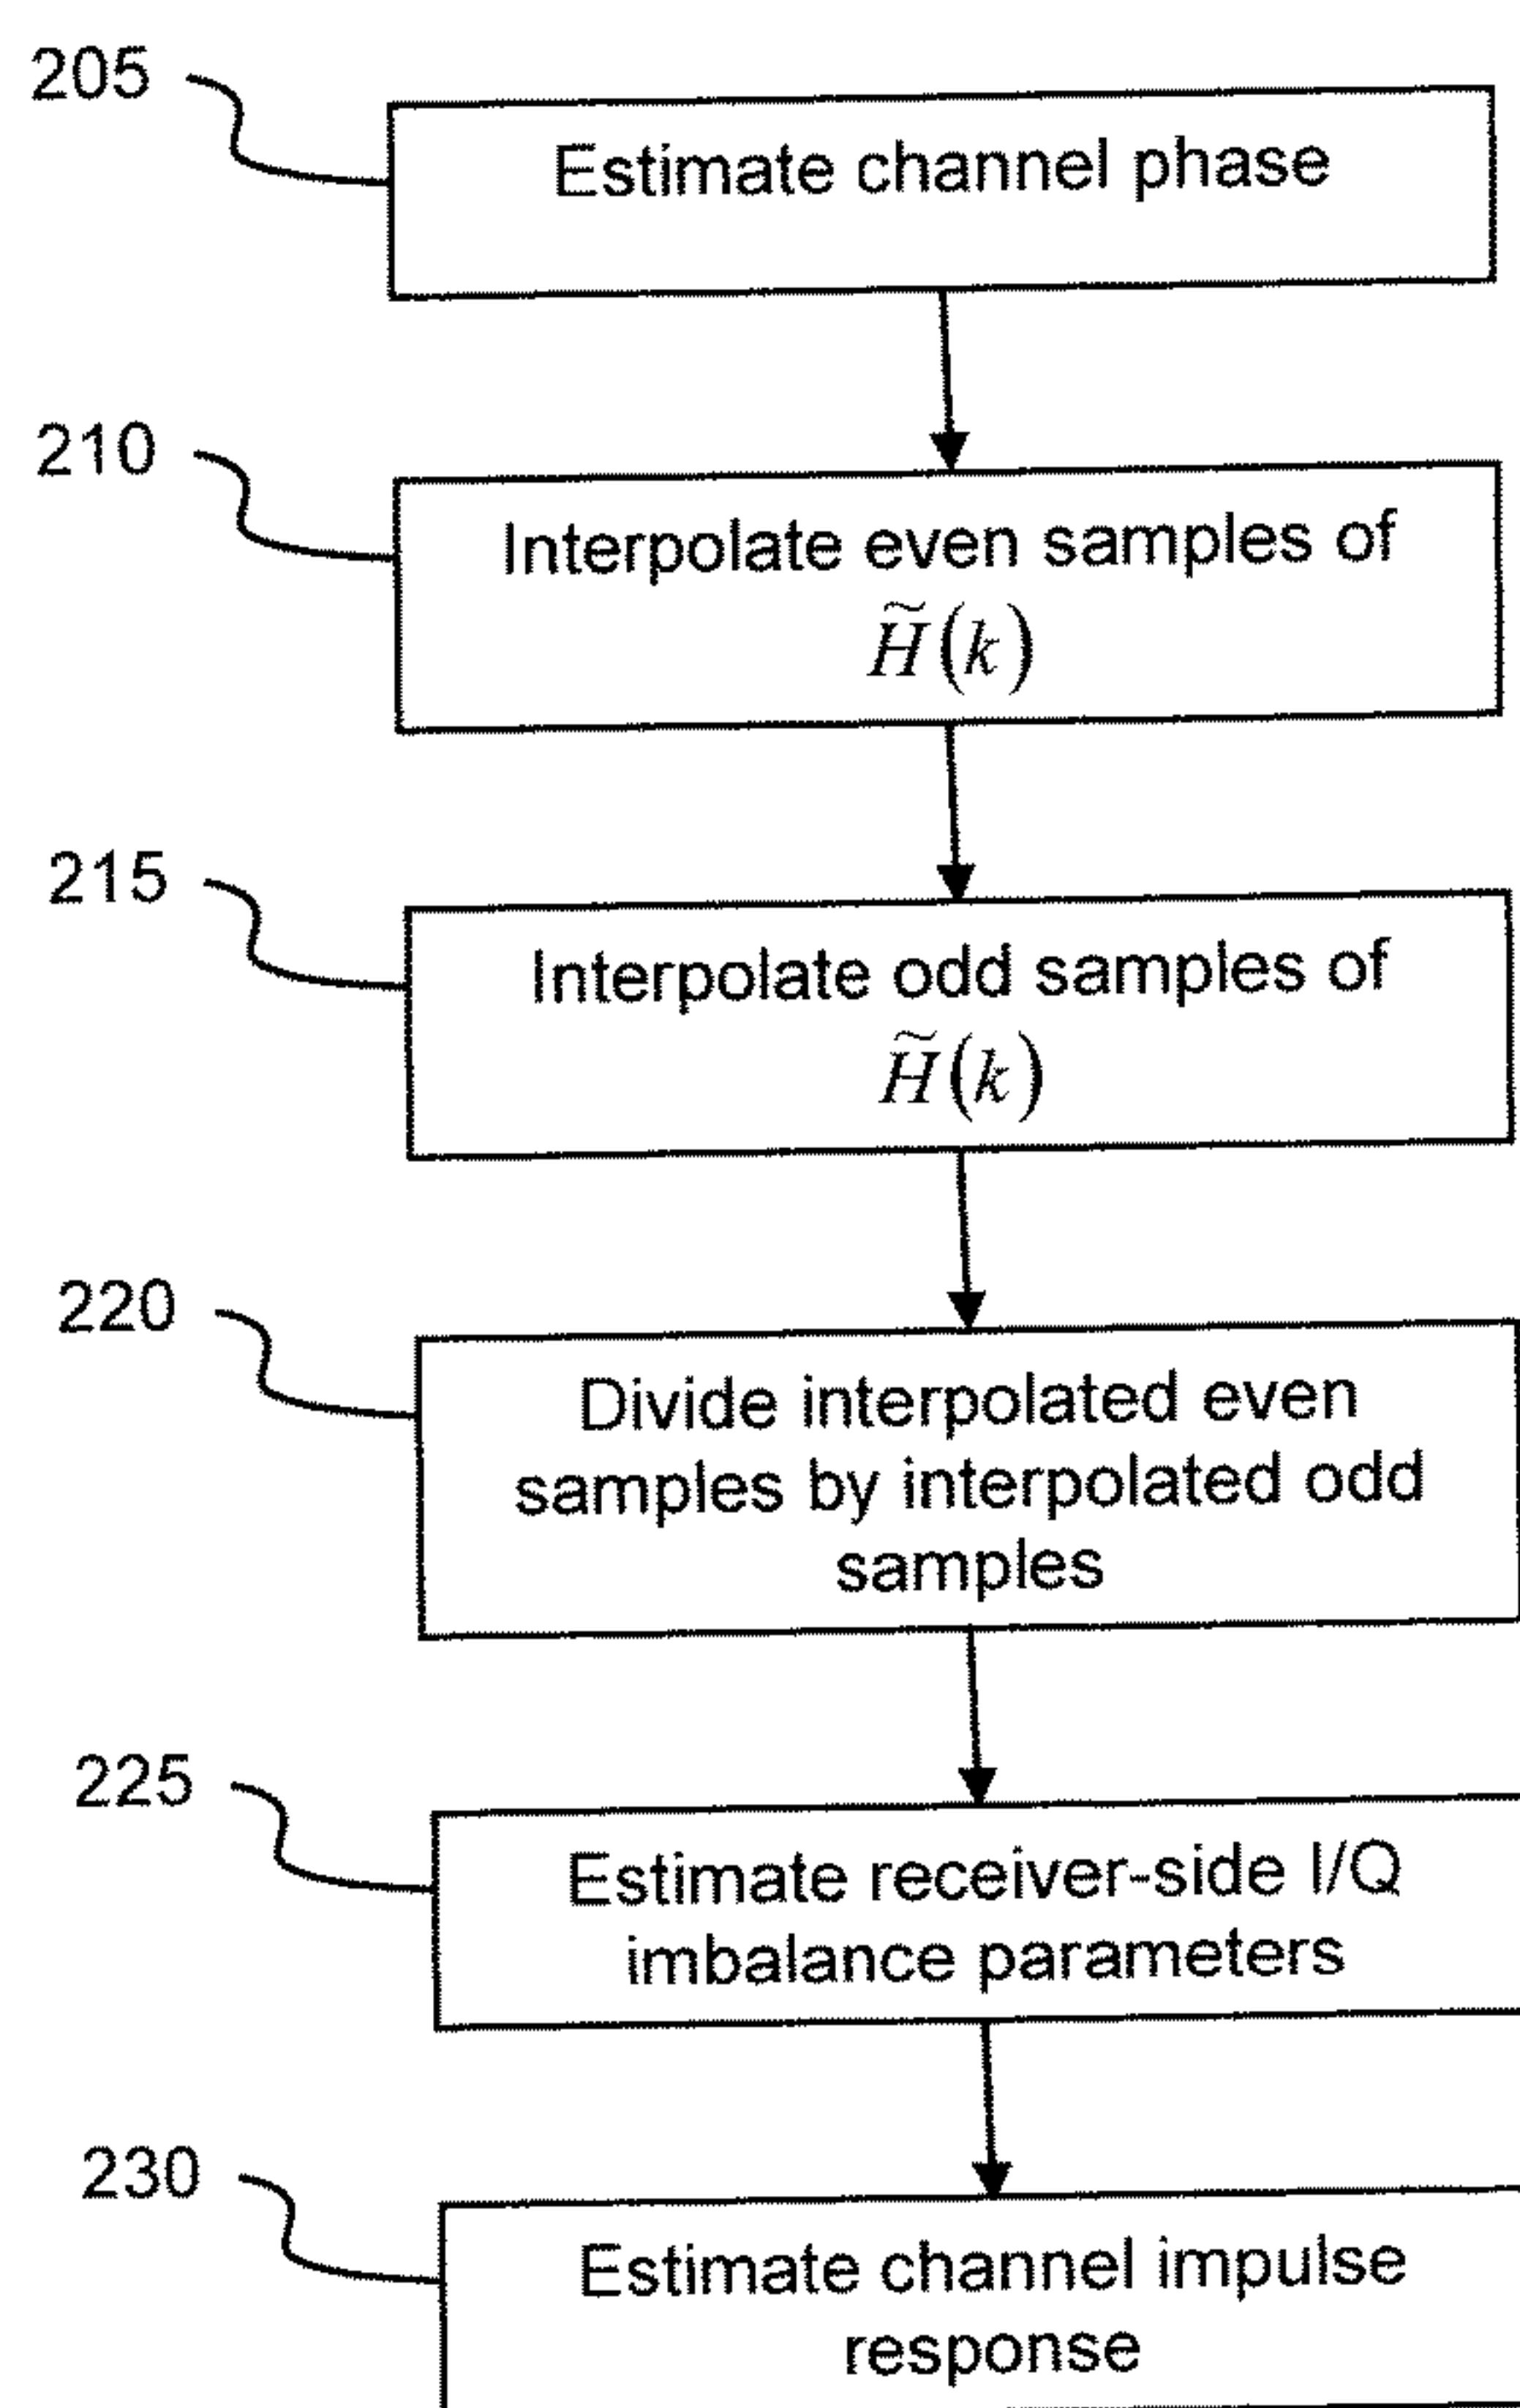 205
Estimate channel phase
210
Interpolate even samples of
H̃(k)
215
Interpolate odd samples of
H̃(k)
220
Divide interpolated even
samples by interpolated odd
samples
225
Estimate receiver-side I/Q
imbalance parameters
230
Estimate channel impulse
response